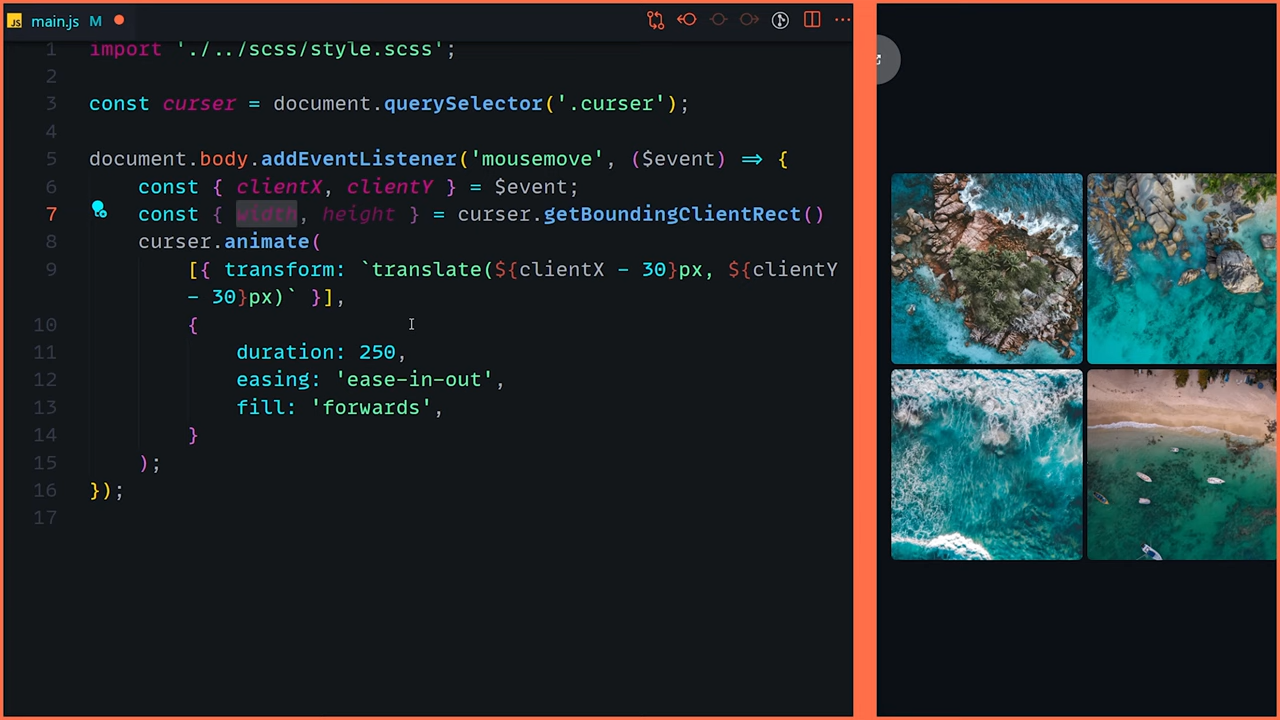 JS main.js M
1 import './../scss/style.scss';
2
3 const curser = document.querySelector('.curser');
4
5 document.body.addEventListener('mousemove', ($event) => {
6 const { clientX, clientY } = $event;
7 const { width, height } = curser.getBoundingClientRect()
8 curser.animate(
9 [{ transform: `translate(${clientX - 30}px, ${clientY
- 30}px)` }],
10 {
11 duration: 250,
12 easing: 'ease-in-out',
13 fill: 'forwards',
14 }
15 );
16 });
17